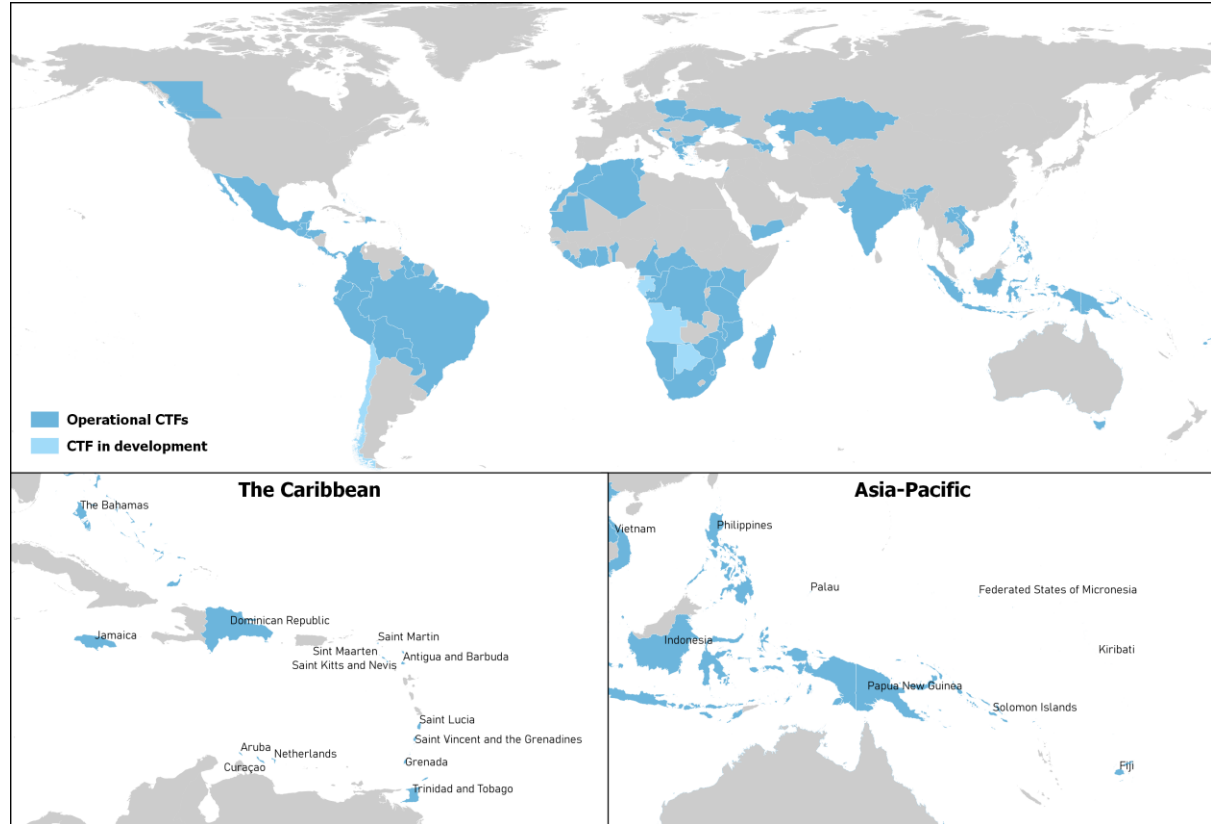 Operational CTFs
CTF in development
The Caribbean
The Bahamas
Dominican Republic
Jamaica
Saint Martin
Sint Maarten
Antigua and Barbuda
Saint Kitts and Nevis
Saint Lucia
Saint Vincent and the Grenadines
Aruba
Netherlands
Curaçao
Grenada
Trinidad and Tobago
Asia-Pacific
Vietnam
Philippines
Palau
Federated States of Micronesia
Indonesia
Kiribati
Papua New Guinea
Solomon Islands
Fiji